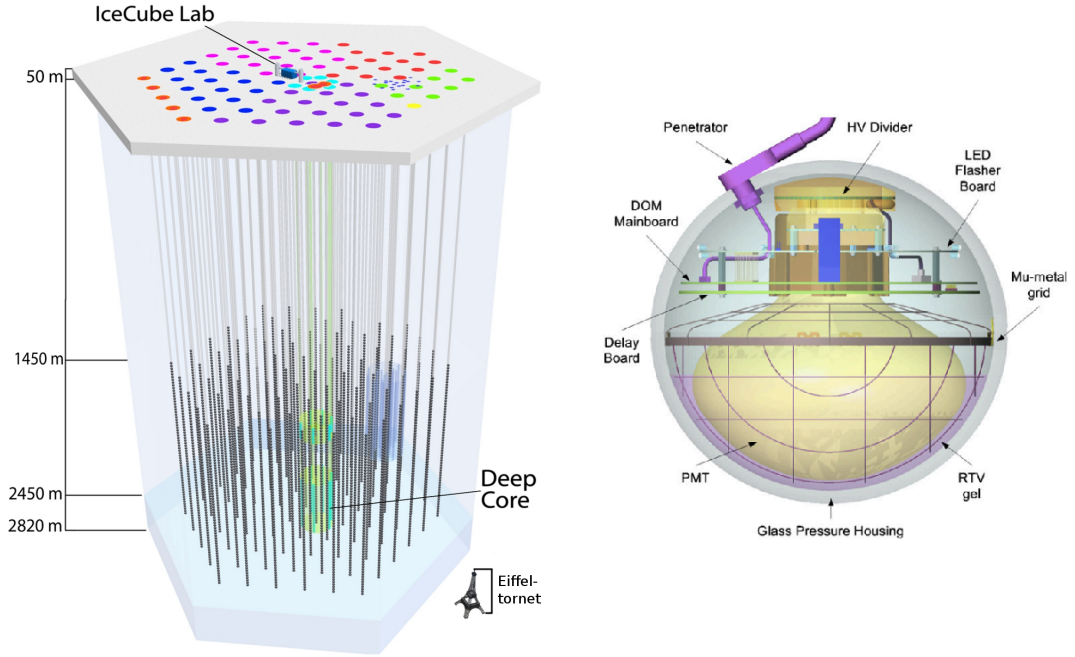 IceCube Lab
50 m
1450 m
2450 m
2820 m
Deep
Core
Eiffel-
tornet
Penetrator
HV Divider
LED
Flasher
Board
DOM
Mainboard
Mu-metal
grid
Delay
Board
PMT
RTV
gel
Glass Pressure Housing